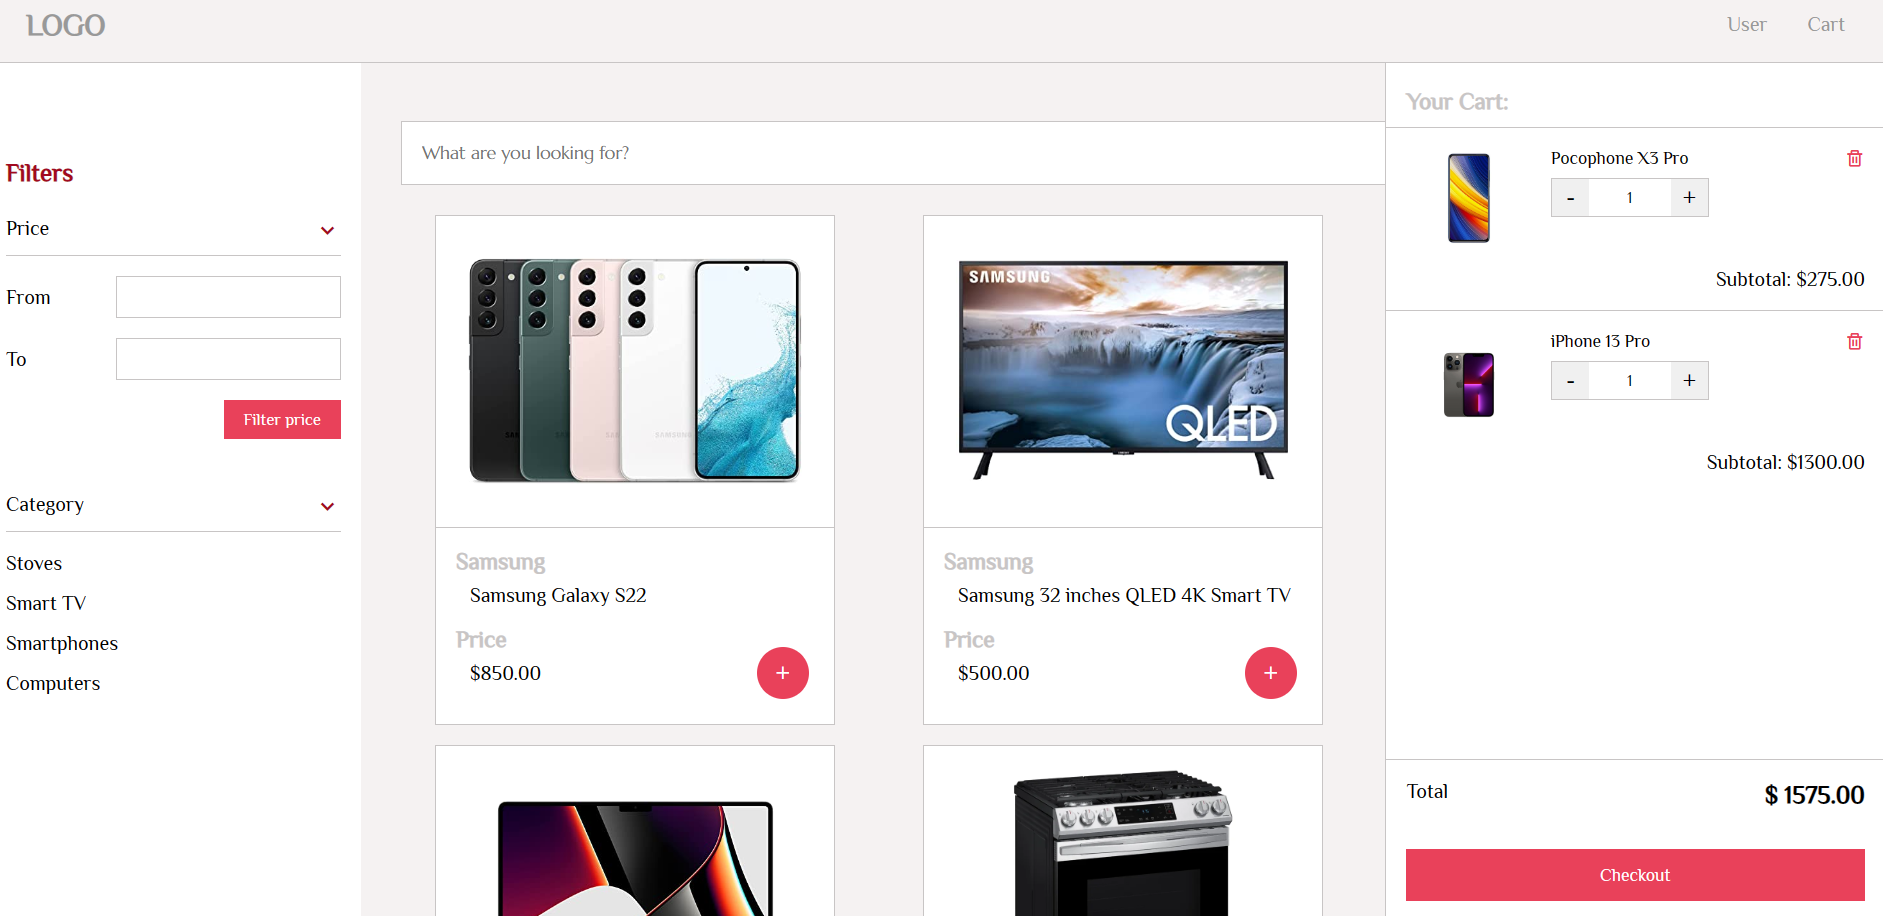 LOGO
User
Cart
Filters
Price
From
To
Filter price
Category
Stoves
Smart TV
Smartphones
Computers
What are you looking for?
SAMSUNG
Samsung
Samsung Galaxy S22
Price
$850.00
+
SAMSUNG
QLED
Samsung
Samsung 32 inches QLED 4K Smart TV
Price
$500.00
+
Your Cart:
Pocophone X3 Pro
- 1 +
Subtotal: $275.00
iPhone 13 Pro
- 1 +
Subtotal: $1300.00
Total
$ 1575.00
Checkout